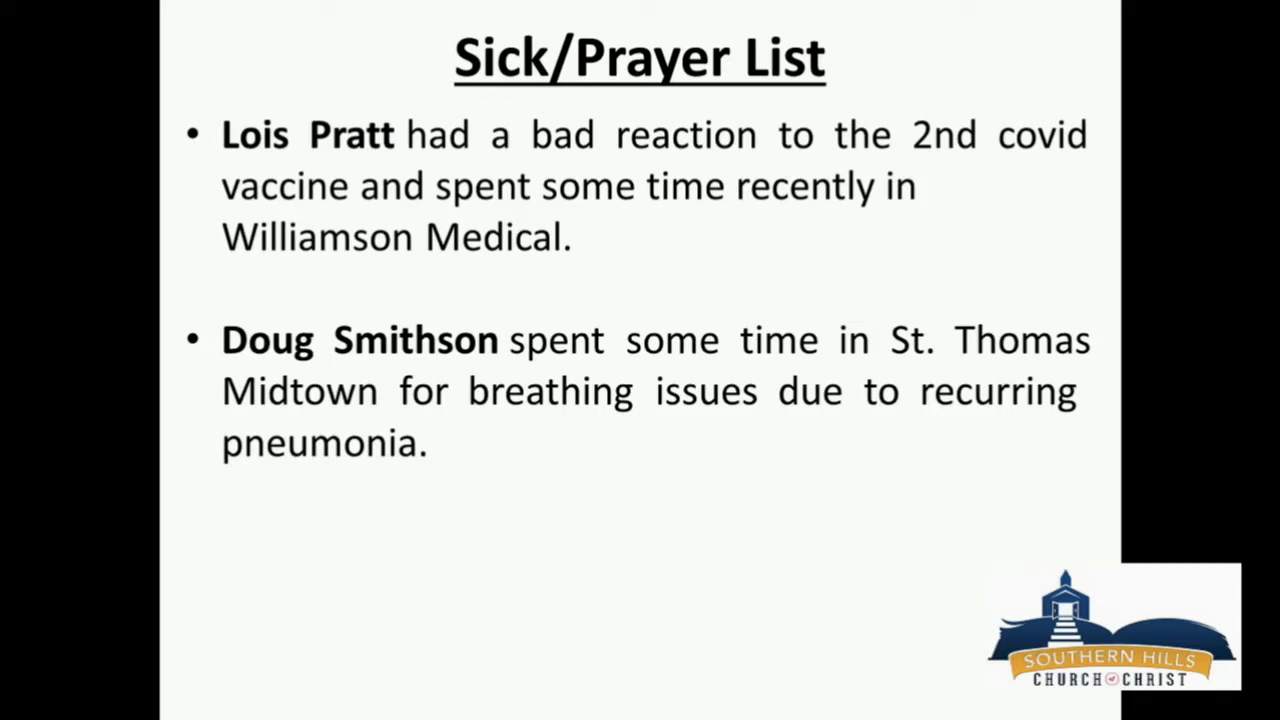 Sick/Prayer List
• Lois Pratt had a bad reaction to the 2nd covid
vaccine and spent some time recently in
Williamson Medical.
• Doug Smithson spent some time in St. Thomas
Midtown for breathing issues due to recurring
pneumonia.
SOUTHERN HILLS
CHURCH of CHRIST